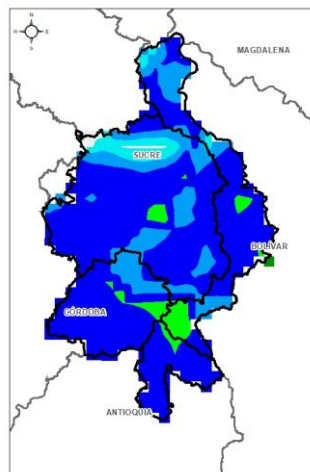 N
W E
S
MAGDALENA
SUCRE
BOLIVAR
CÓRDOBA
ANTIOQUIA